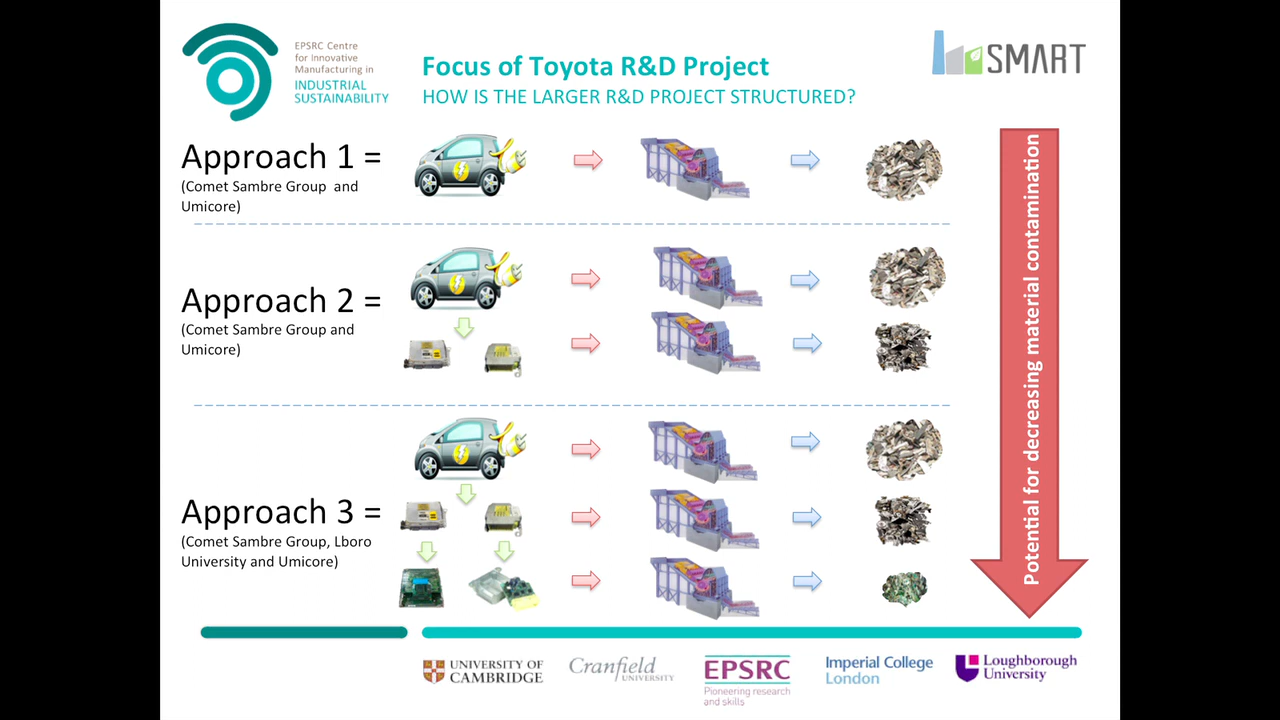 EPSRC Centre
for Innovative
Manufacturing in
INDUSTRIAL
SUSTAINABILITY
Focus of Toyota R&D Project
HOW IS THE LARGER R&D PROJECT STRUCTURED?
SMART
Approach 1 =
(Comet Sambre Group and
Umicore)
Approach 2 =
(Comet Sambre Group and
Umicore)
Approach 3 =
(Comet Sambre Group, Lboro
University and Umicore)
Potential for decreasing material contamination
UNIVERSITY OF
CAMBRIDGE
Cranfield
UNIVERSITY
EPSRC
Pioneering research
and skills
Imperial College
London
Loughborough
University